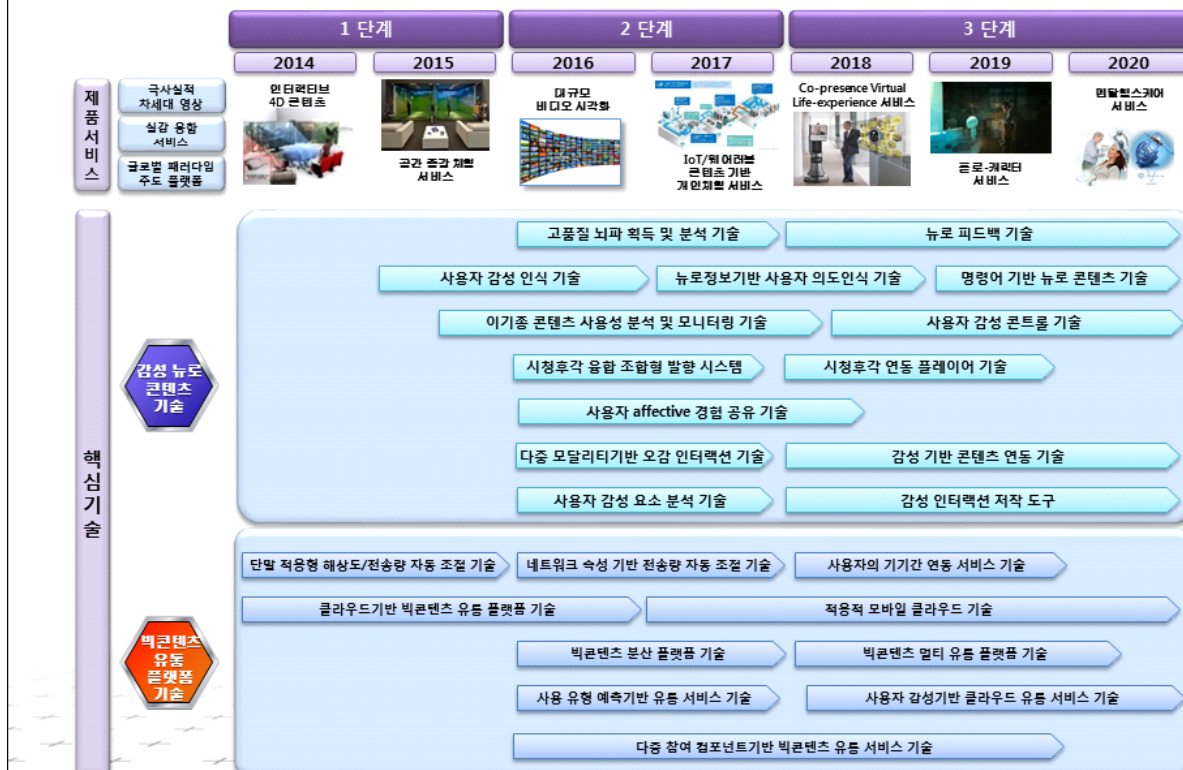 1 단계
2 단계
3 단계
2014
2015
2016
2017
2018
2019
2020
제품서비스
극사실적
차세대 영상
실감 융합
서비스
글로벌 패러다임
주도 플랫폼
인터랙티브
4D 콘텐츠
공간 증강 체험
서비스
대규모
비디오 시각화
IoT/웨어러블
콘텐츠 기반
개인체험 서비스
Co-presence Virtual
Life-experience 서비스
뉴로-캐릭터
서비스
멘탈헬스케어
서비스
핵심기술
감성 뉴로
콘텐츠
기술
고품질 뇌파 획득 및 분석 기술
뉴로 피드백 기술
사용자 감성 인식 기술
뉴로정보기반 사용자 의도인식 기술
명령어 기반 뉴로 콘텐츠 기술
이기종 콘텐츠 사용성 분석 및 모니터링 기술
사용자 감성 콘트롤 기술
시청후각 융합 조합형 발향 시스템
시청후각 연동 플레이어 기술
사용자 affective 경험 공유 기술
다중 모달리티기반 오감 인터랙션 기술
감성 기반 콘텐츠 연동 기술
사용자 감성 요소 분석 기술
감성 인터랙션 저작 도구
빅콘텐츠
유통
플랫폼
기술
단말 적응형 해상도/전송량 자동 조절 기술
네트워크 속성 기반 전송량 자동 조절 기술
사용자의 기기간 연동 서비스 기술
클라우드기반 빅콘텐츠 유통 플랫폼 기술
적응적 모바일 클라우드 기술
빅콘텐츠 분산 플랫폼 기술
빅콘텐츠 멀티 유통 플랫폼 기술
사용 유형 예측기반 유통 서비스 기술
사용자 감성기반 클라우드 유통 서비스 기술
다중 참여 컴포넌트기반 빅콘텐츠 유통 서비스 기술